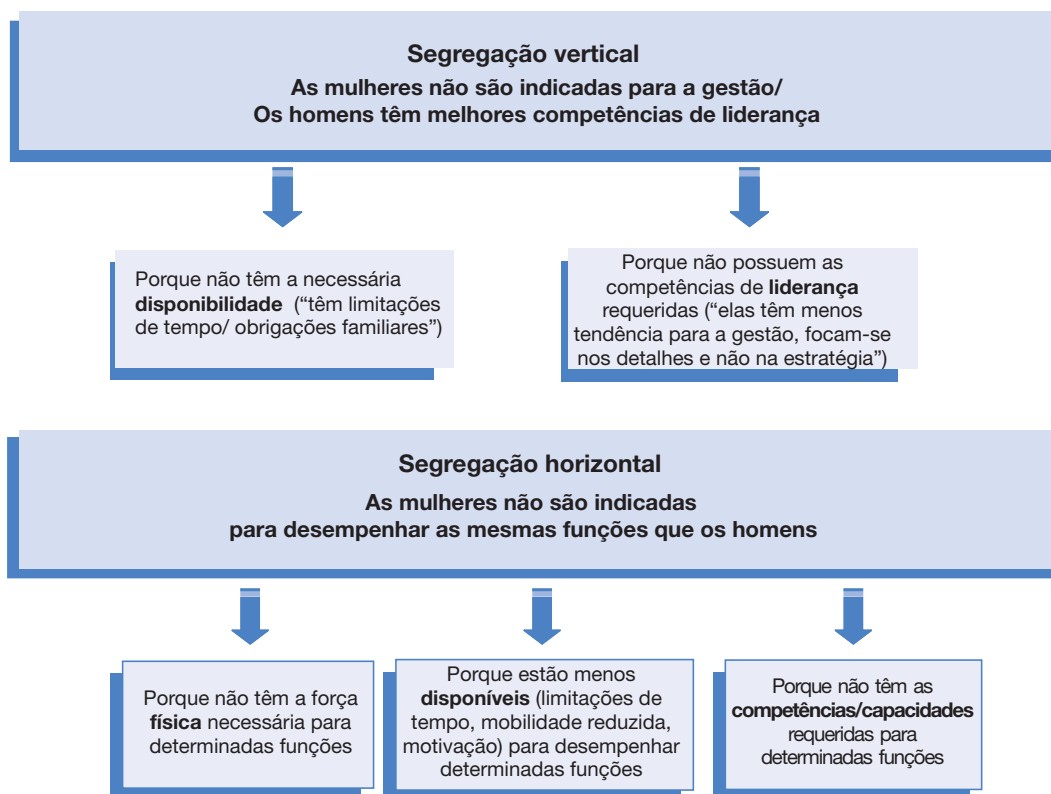 Segregação vertical
As mulheres não são indicadas para a gestão/
Os homens têm melhores competências de liderança
Porque não têm a necessária
disponibilidade (“têm limitações
de tempo/ obrigações familiares”)
Porque não possuem as
competências de liderança
requeridas (“elas têm menos
tendência para a gestão, focam-se
nos detalhes e não na estratégia”)
Segregação horizontal
As mulheres não são indicadas
para desempenhar as mesmas funções que os homens
Porque não têm a força
física necessária para
determinadas funções
Porque estão menos
disponíveis (limitações de
tempo, mobilidade reduzida,
motivação) para desempenhar
determinadas funções
Porque não têm as
competências/capacidades
requeridas para
determinadas funções